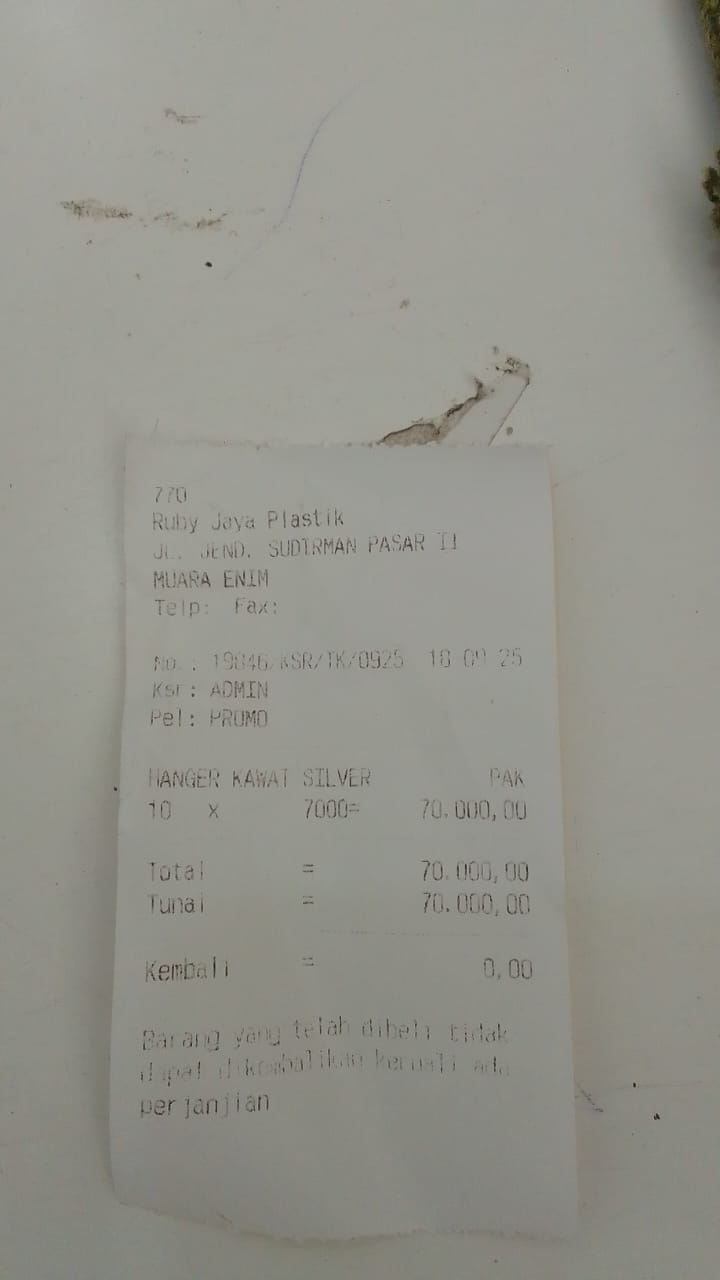 770
Ruby Jaya Plastik
JL. JEND. SUDIRMAN PASAR II
MUARA ENIM
Telp: Fax:
No. : 19846/KSR/TK/0925 18 09 25
Ksr: ADMIN
Pel: PROMO
HANGER KAWAT SILVER PAK
10 x 7000= 70.000,00
Total = 70.000,00
Tunai = 70.000,00
Kembali = 0,00
Barang yang telah dibeli tidak
dapat dikembalikan kecuali ada
perjanjian